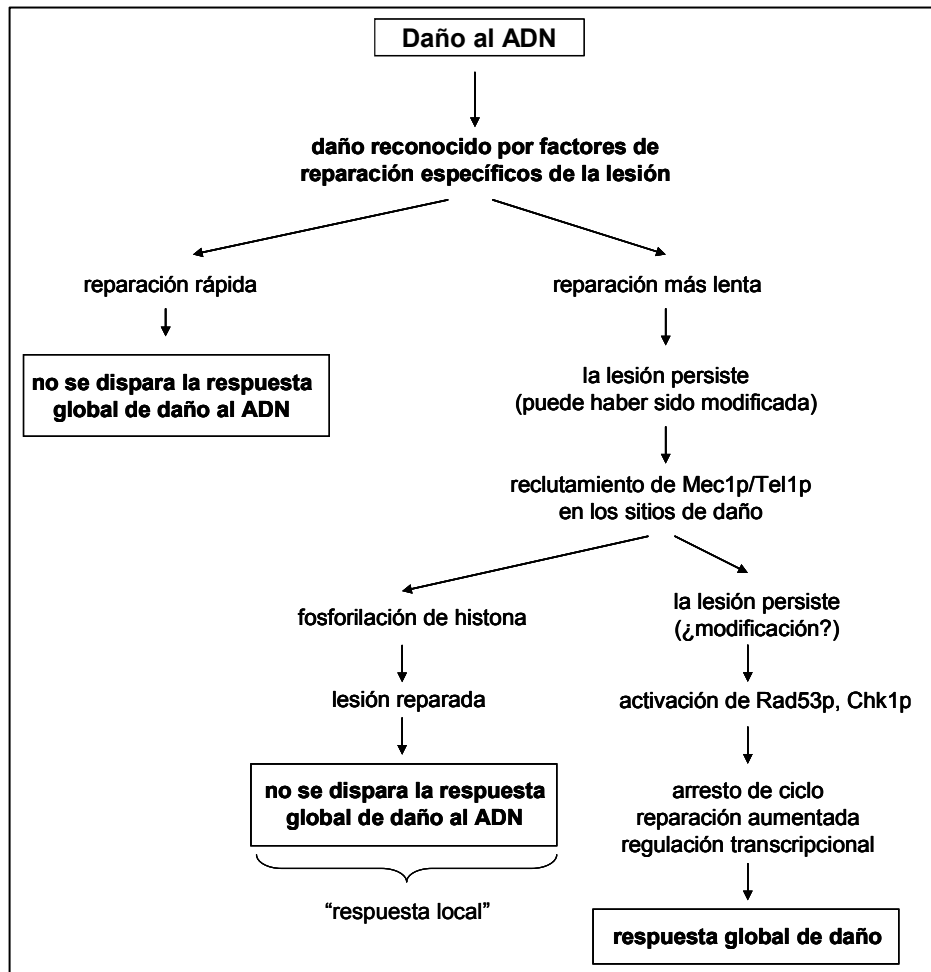 Daño al ADN
daño reconocido por factores de
reparación específicos de la lesión
reparación rápida
reparación más lenta
no se dispara la respuesta
global de daño al ADN
la lesión persiste
(puede haber sido modificada)
reclutamiento de Mec1p/Tel1p
en los sitios de daño
fosforilación de histona
la lesión persiste
(¿modificación?)
lesión reparada
activación de Rad53p, Chk1p
no se dispara la respuesta
global de daño al ADN
arresto de ciclo
reparación aumentada
regulación transcripcional
“respuesta local”
respuesta global de daño